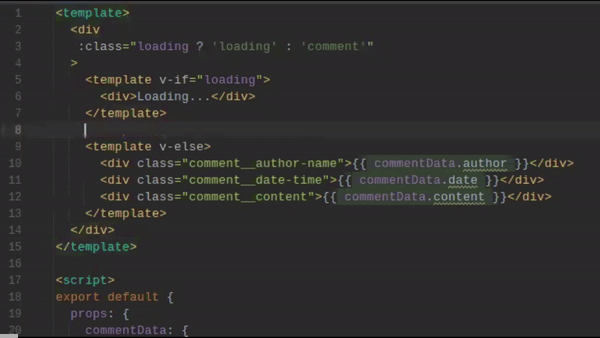 1 <template>
2 <div
3 :class="loading ? 'loading' : 'comment'"
4 >
5 <template v-if="loading">
6 <div>Loading...</div>
7 </template>
8
9 <template v-else>
10 <div class="comment__author-name">{{ commentData.author }}</div>
11 <div class="comment__date-time">{{ commentData.date }}</div>
12 <div class="comment__content">{{ commentData.content }}</div>
13 </template>
14 </div>
15 </template>
16
17 <script>
18 export default {
19 props: {
20 commentData: {